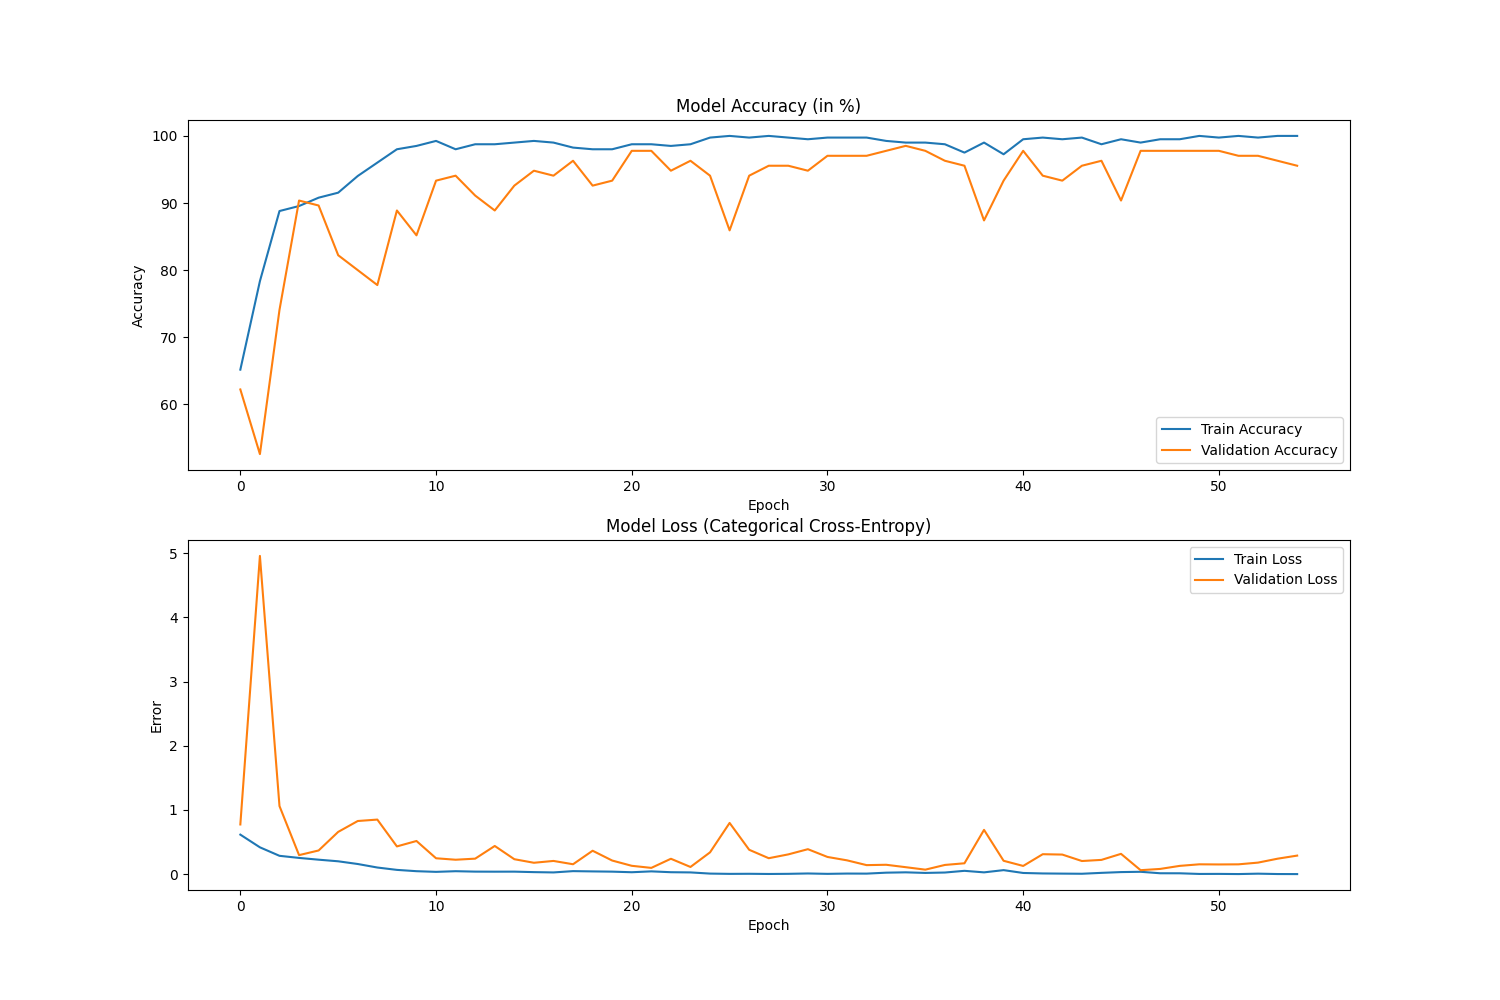 Model Accuracy (in %)
100
90
80
70
60
Accuracy
Train Accuracy
Validation Accuracy
0 10 20 30 40 50
Epoch
Model Loss (Categorical Cross-Entropy)
5
4
3
2
1
0
Error
Train Loss
Validation Loss
0 10 20 30 40 50
Epoch